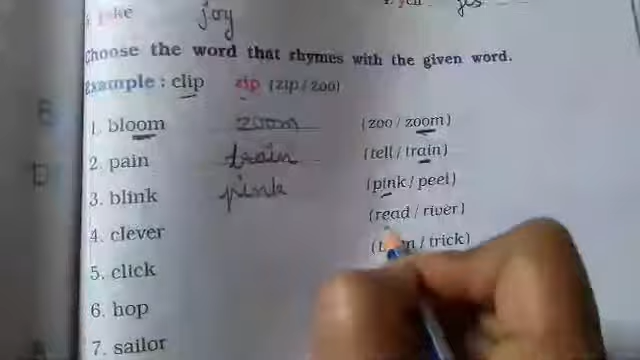 joke joy
Choose the word that rhymes with the given word.
Example : clip zip (zip / zoo)
1. bloom zoom (zoo / zoom)
2. pain train (tell / train)
3. blink pink (pink / peel)
4. clever (read / river)
5. click / trick)
6. hop
7. sailor